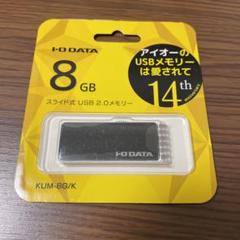 I-O DATA
8GB
スライド式 USB 2.0メモリー
アイオーの
USBメモリー
は愛されて
14th
I-O DATA
KUM-8G/K